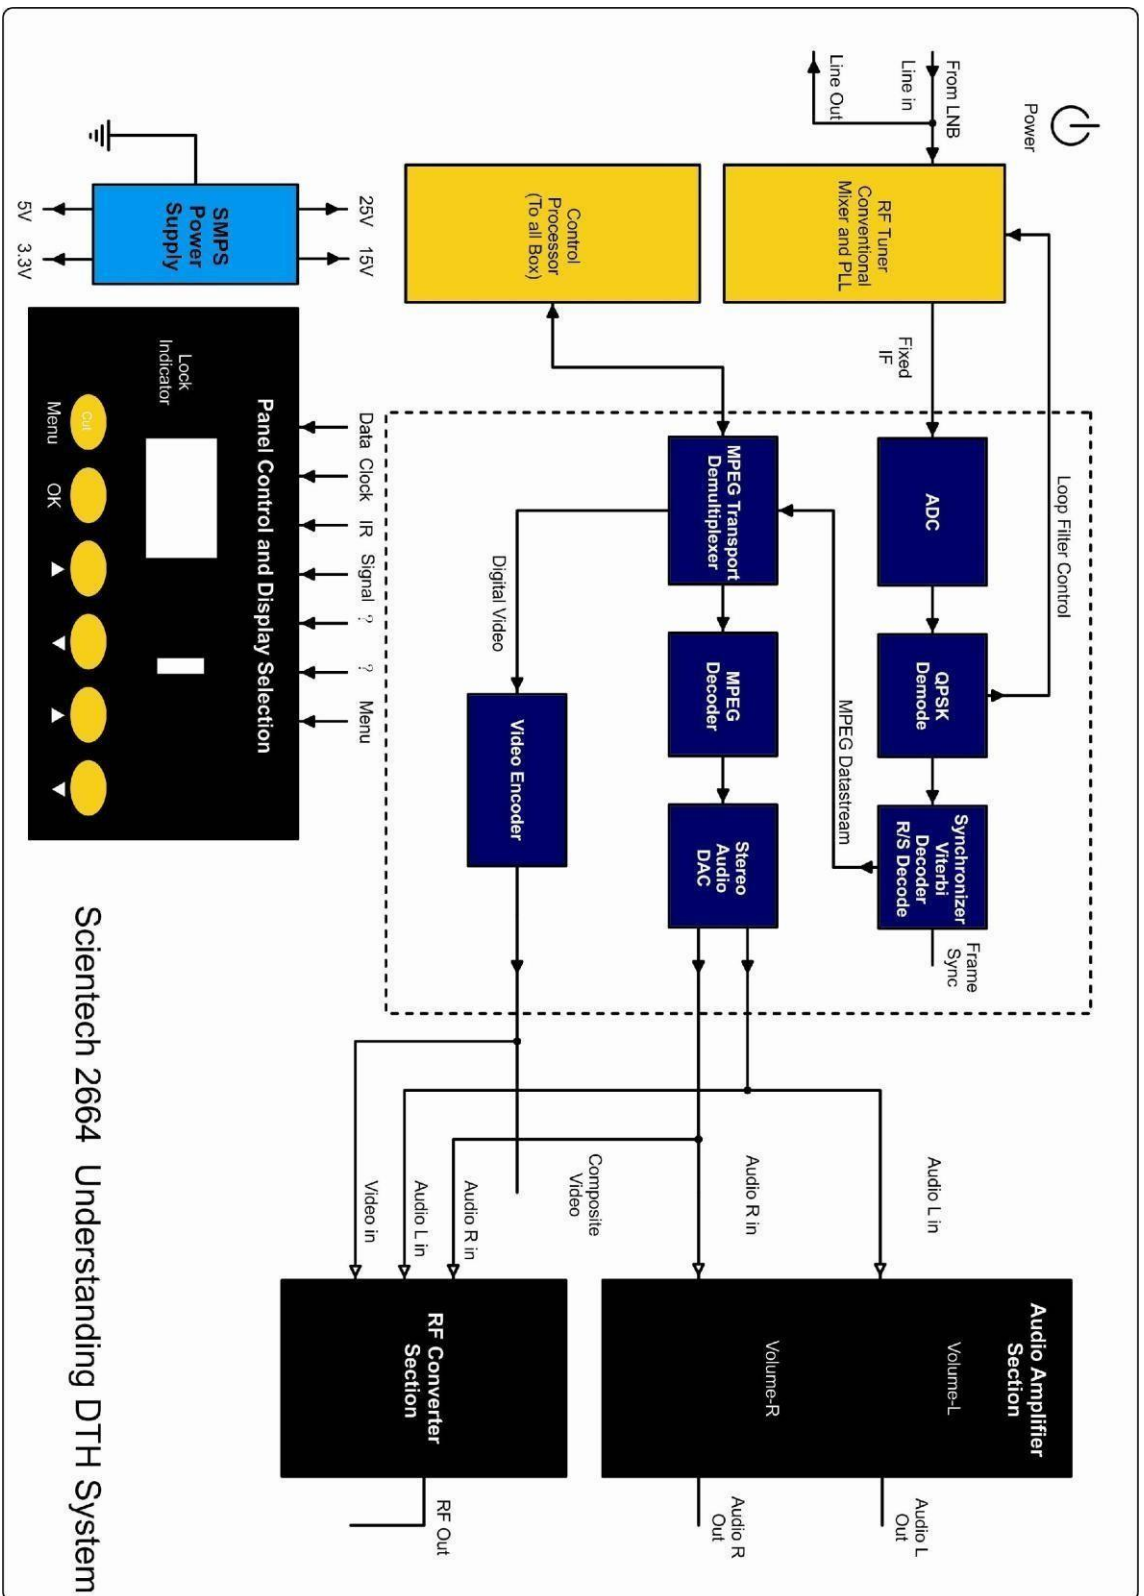 Power
From LNB
Line in
Line Out
RF Tuner
Conventional
Mixer and PLL
Loop Filter Control
Fixed
IF
ADC
QPSK
Demode
Synchronizer
Viterbi
Decoder
R/S Decode
Frame
Sync
MPEG Datastream
Control
Processor
(To all Box)
MPEG Transport
Demultiplexer
MPEG
Decoder
Stereo
Audio
DAC
Digital Video
Video Encoder
Audio L in
Audio R in
Composite
Video
Audio R in
Audio L in
Video in
Audio Amplifier
Section
Volume-L
Volume-R
Audio L
Out
Audio R
Out
RF Converter
Section
RF Out
25V
15V
SMPS
Power
Supply
5V
3.3V
Data Clock IR Signal ? ? Menu
Panel Control and Display Selection
Lock
Indicator
Cut
Menu
OK
Scientech 2664 Understanding DTH System